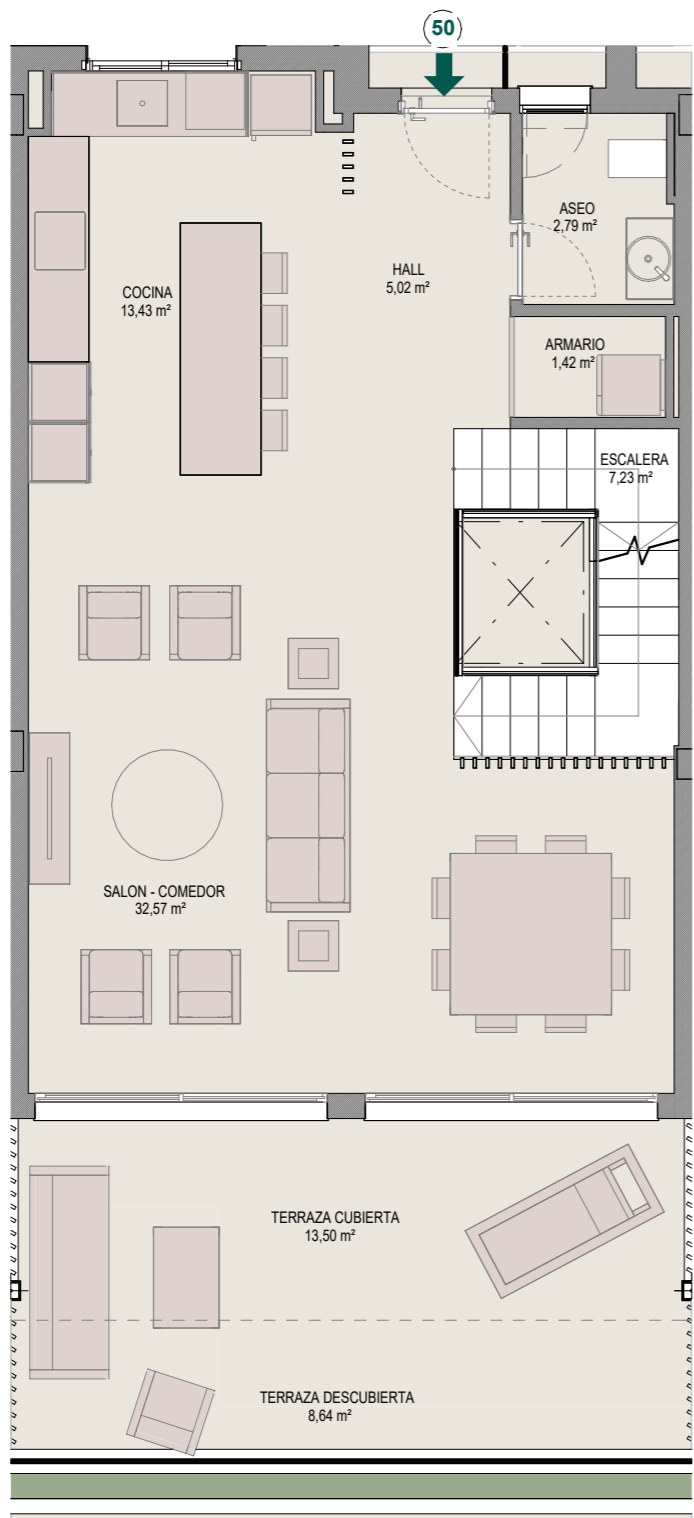 50
ASEO
2,79 m²
HALL
5,02 m²
COCINA
13,43 m²
ARMARIO
1,42 m²
ESCALERA
7,23 m²
SALON - COMEDOR
32,57 m²
TERRAZA CUBIERTA
13,50 m²
TERRAZA DESCUBIERTA
8,64 m²